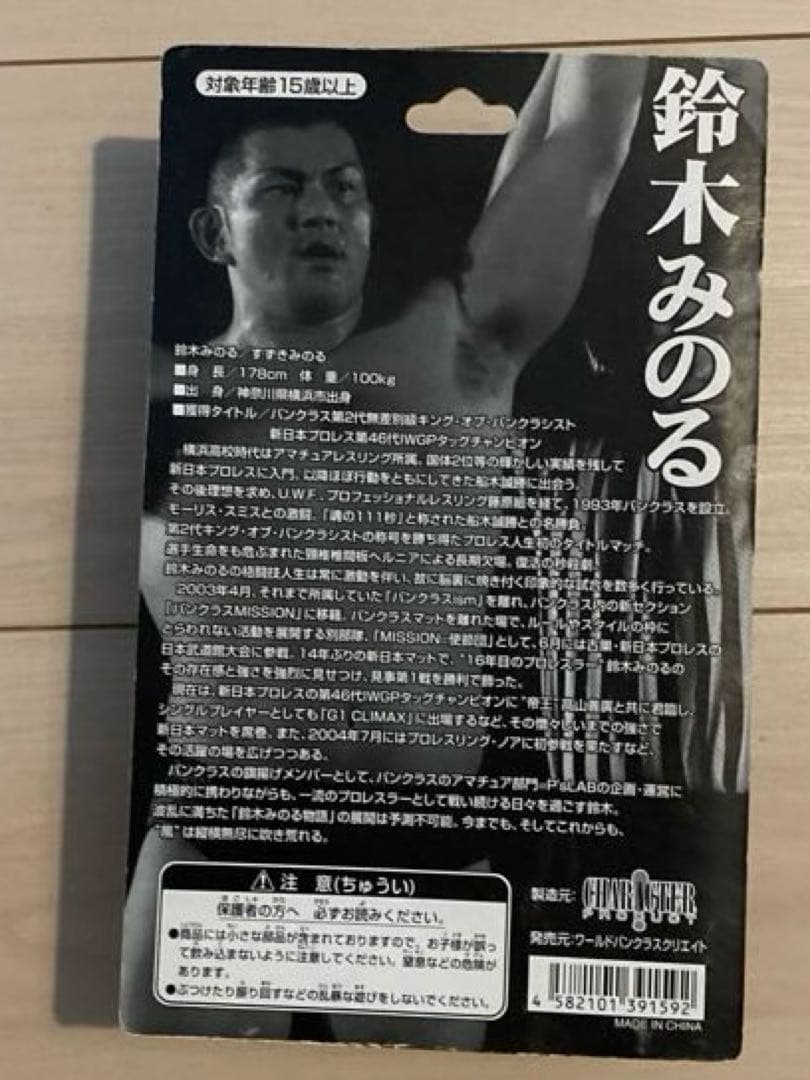 対象年齢15歳以上
鈴木みのる
鈴木みのる/すずきみのる
■身 長/178cm 体 重/100kg
■出 身/神奈川県横浜市出身
■獲得タイトル/パンクラス第2代無差別級キング・オブ・パンクラシスト
新日本プロレス第46代IWGPタッグチャンピオン
横浜高校時代はアマチュアレスリング所属、国体2位等の輝かしい実績を残して
新日本プロレスに入門、以降ほぼ行動をともにしてきた船木誠勝に出会う。
その後理想を求め、U.W.F.、プロフェッショナルレスリング藤原組を経て、1993年パンクラスを設立。
モーリス・スミスとの激闘、「魂の111秒」と称された船木誠勝との名勝負、
第2代キング・オブ・パンクラシストの称号を勝ち得たプロレス人生初のタイトルマッチ。
選手生命をも危ぶまれた頸椎椎間板ヘルニアによる長期欠場、復活の秒殺劇。
鈴木みのるの格闘技人生は常に激動を伴い、故に脳裏に焼き付く印象的な試合を数多く行っている。
2003年4月、それまで所属していた「パンクラスism」を離れ、パンクラス内の新セクション
「パンクラスMISSION」に移籍。パンクラスマットを離れた場で、ルールやスタイルの枠に
とらわれない活動を展開する別部隊、「MISSION=使節団」として、6月には古巣・新日本プロレスの
日本武道館大会に参戦。14年ぶりの新日本マットで、"16年目のプロレスラー" 鈴木みのるの
その存在感と強さを強烈に見せつけ、見事第1戦を勝利で勝った。
現在は、新日本プロレスの第46代IWGPタッグチャンピオンに"帝王"高山善廣と共に君臨し、
シングルプレイヤーとしても「G1 CLIMAX」に出場するなど、その憎々しいまでの強さで
新日本マットを席巻。また、2004年7月にはプロレスリング・ノアに初参戦を果たすなど、
その活躍の場を広げつつある。
パンクラスの旗揚げメンバーとして、パンクラスのアマチュア部門=P'sLABの企画・運営に
積極的に携わりながらも、一流のプロレスラーとして戦い続ける日々を過ごす鈴木。
波乱に満ちた「鈴木みのる物語」の展開は予測不可能。今までも、そしてこれからも、
"風"は縦横無尽に吹き荒れる。
⚠注 意(ちゅうい)
保護者の方へ 必ずお読みください。
●商品には小さな部品が含まれておりますので、お子様が誤っ
て飲み込まないように注意してください。窒息などの危険が
あります。
●ぶつけたり振り回すなどの乱暴な遊びをしないでください。
製造元: CHARACTER
PRODUCT
発売元:ワールドパンクラスクリエイト
4 582101 391592
MADE IN CHINA